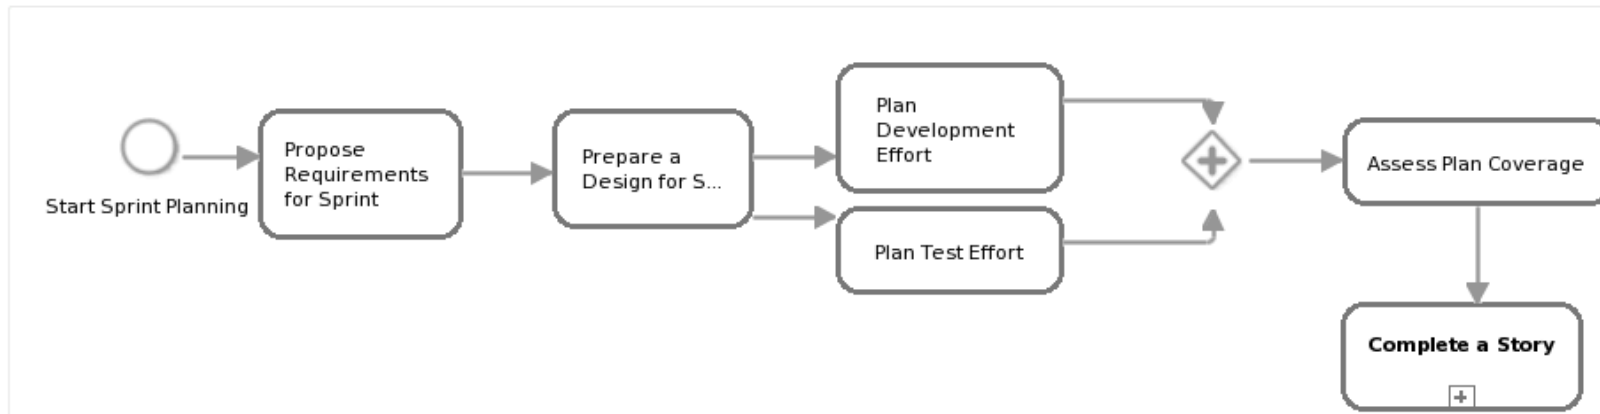 Start Sprint Planning
Propose
Requirements
for Sprint
Prepare a
Design for S...
Plan
Development
Effort
Plan Test Effort
Assess Plan Coverage
Complete a Story